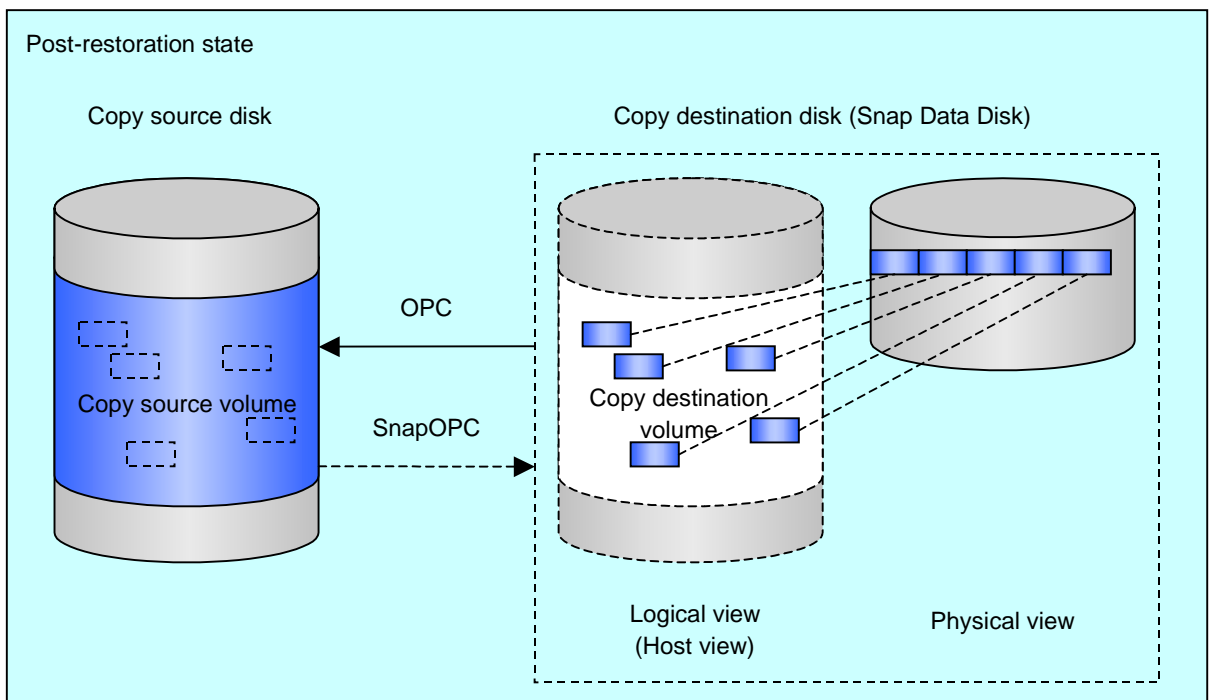 Post-restoration state
Copy source disk
Copy destination disk (Snap Data Disk)
OPC
Copy source volume
SnapOPC
Copy destination
volume
Logical view
(Host view)
Physical view